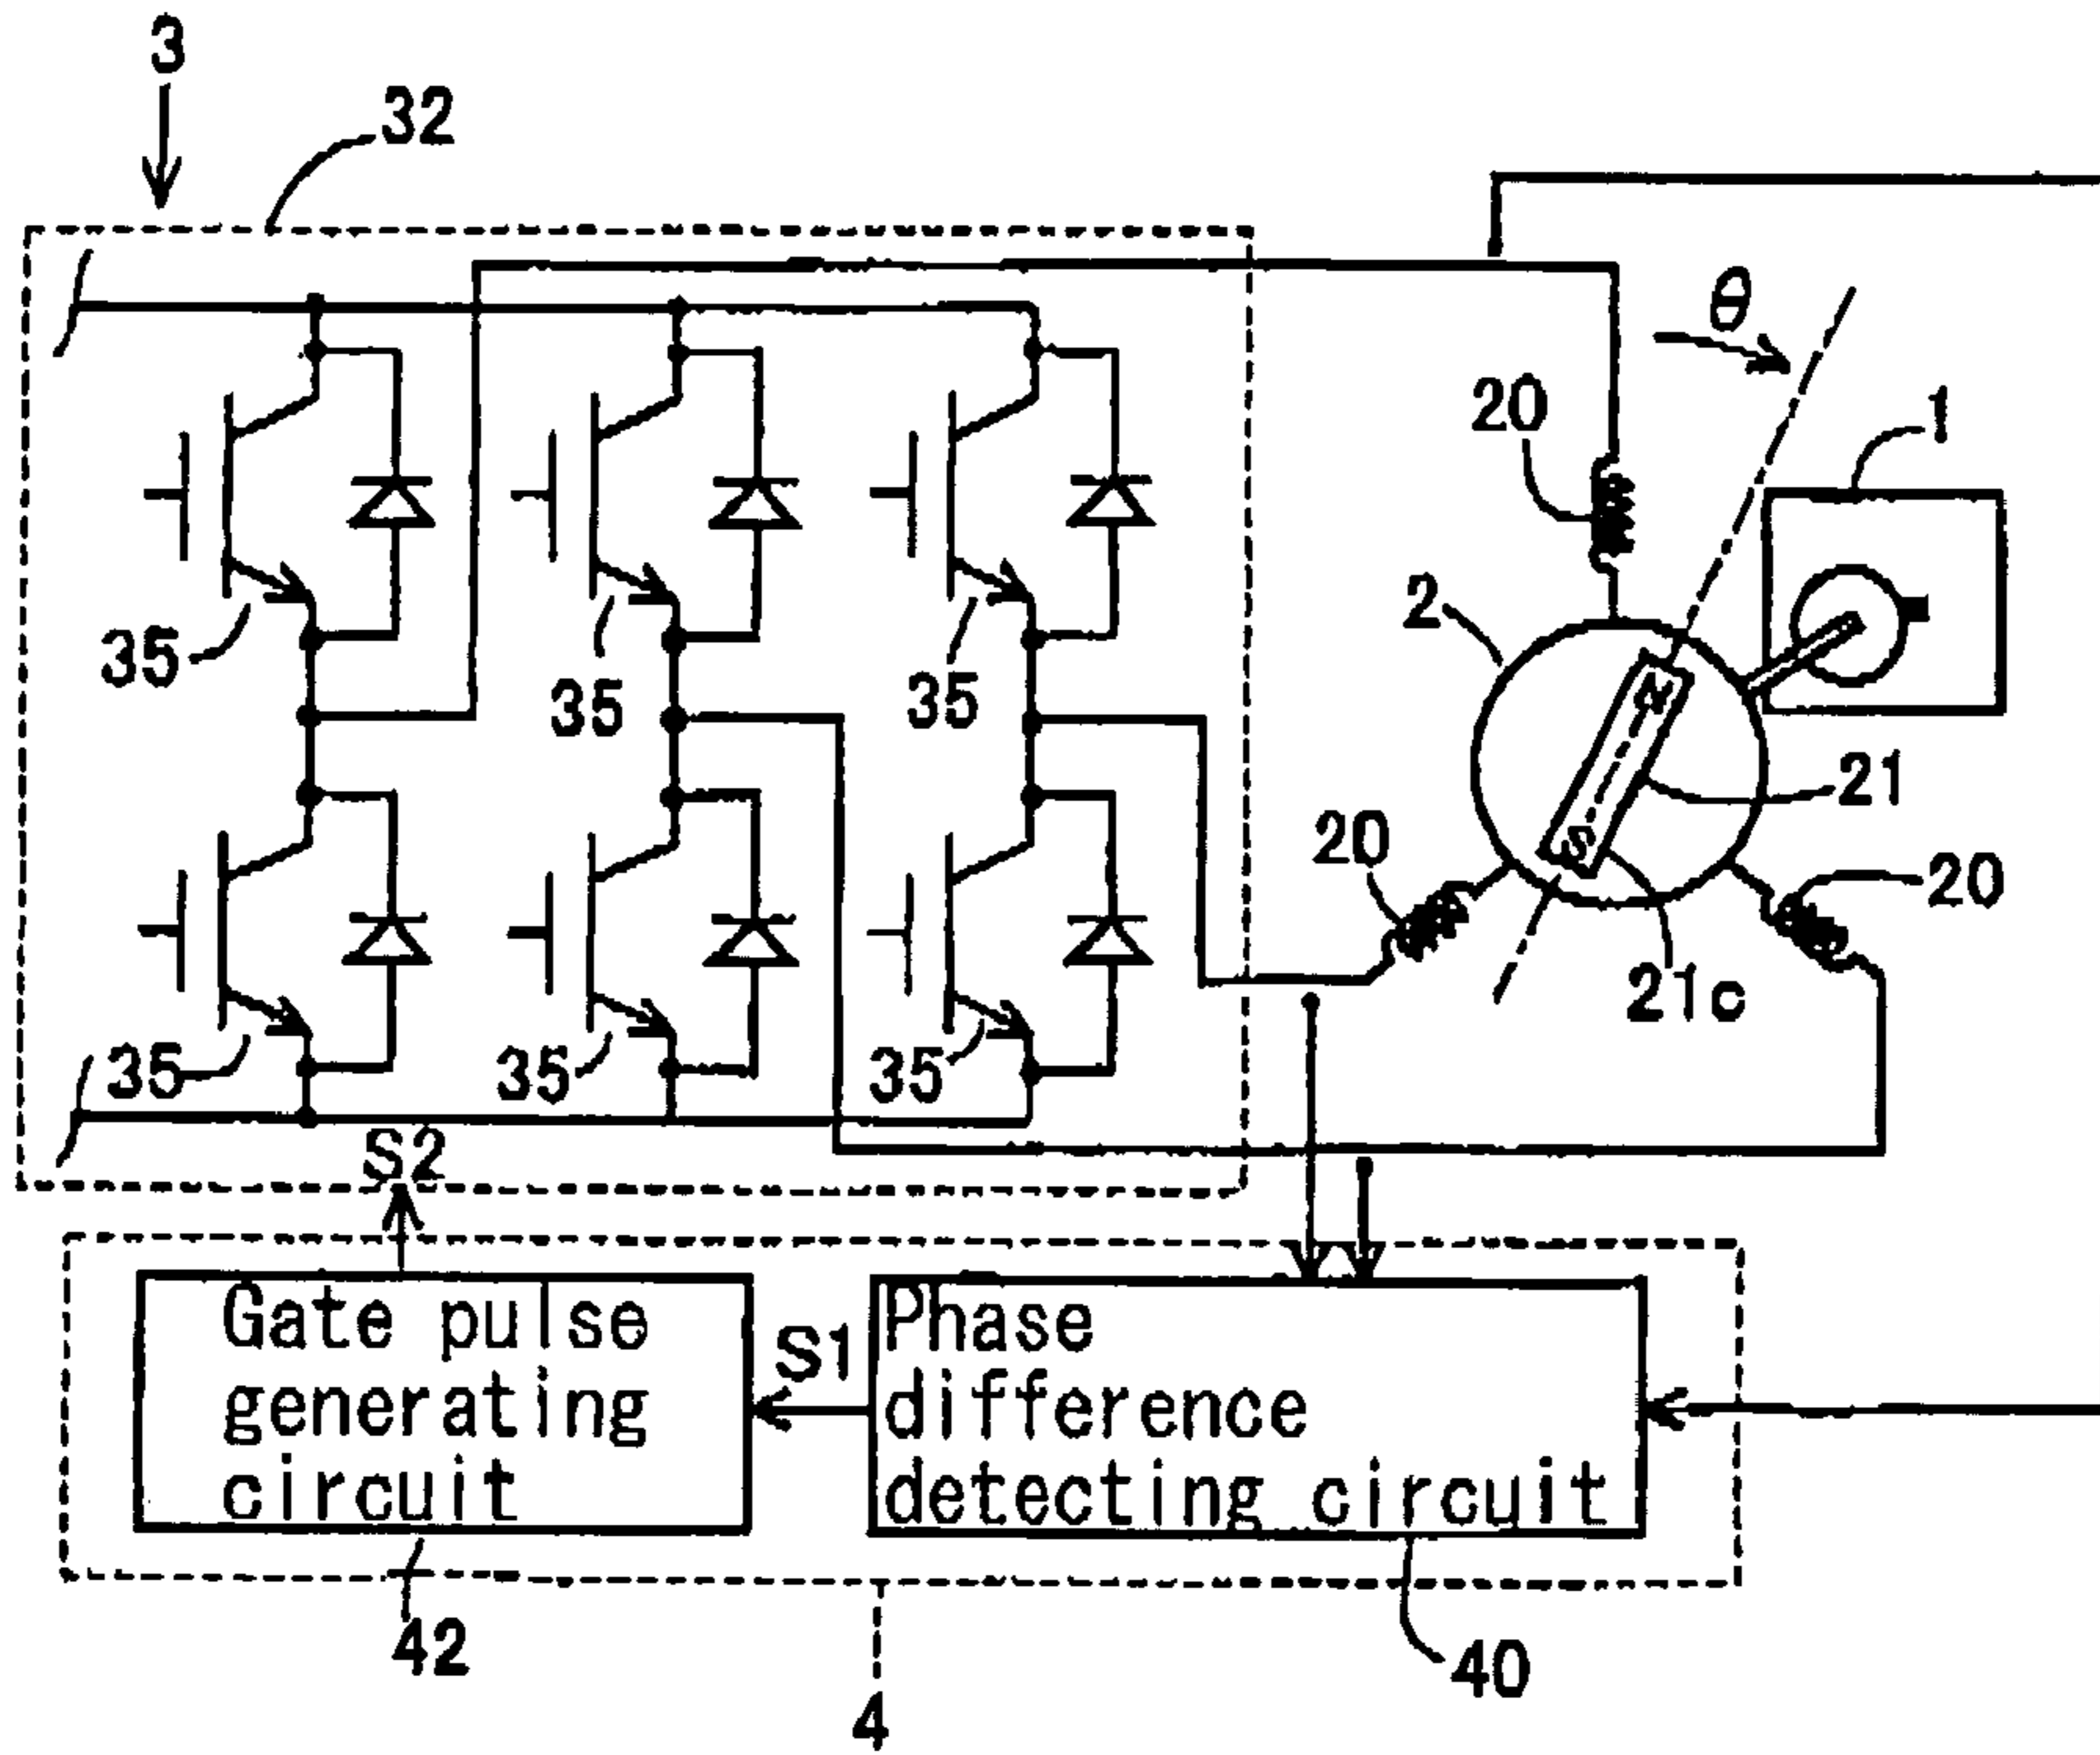 3
32
θ
20
1
35
35
35
2
N
21
20
S
20
21c
35
35
35
S2
Gate pulse
generating
circuit
S1
Phase
difference
detecting circuit
42
40
4